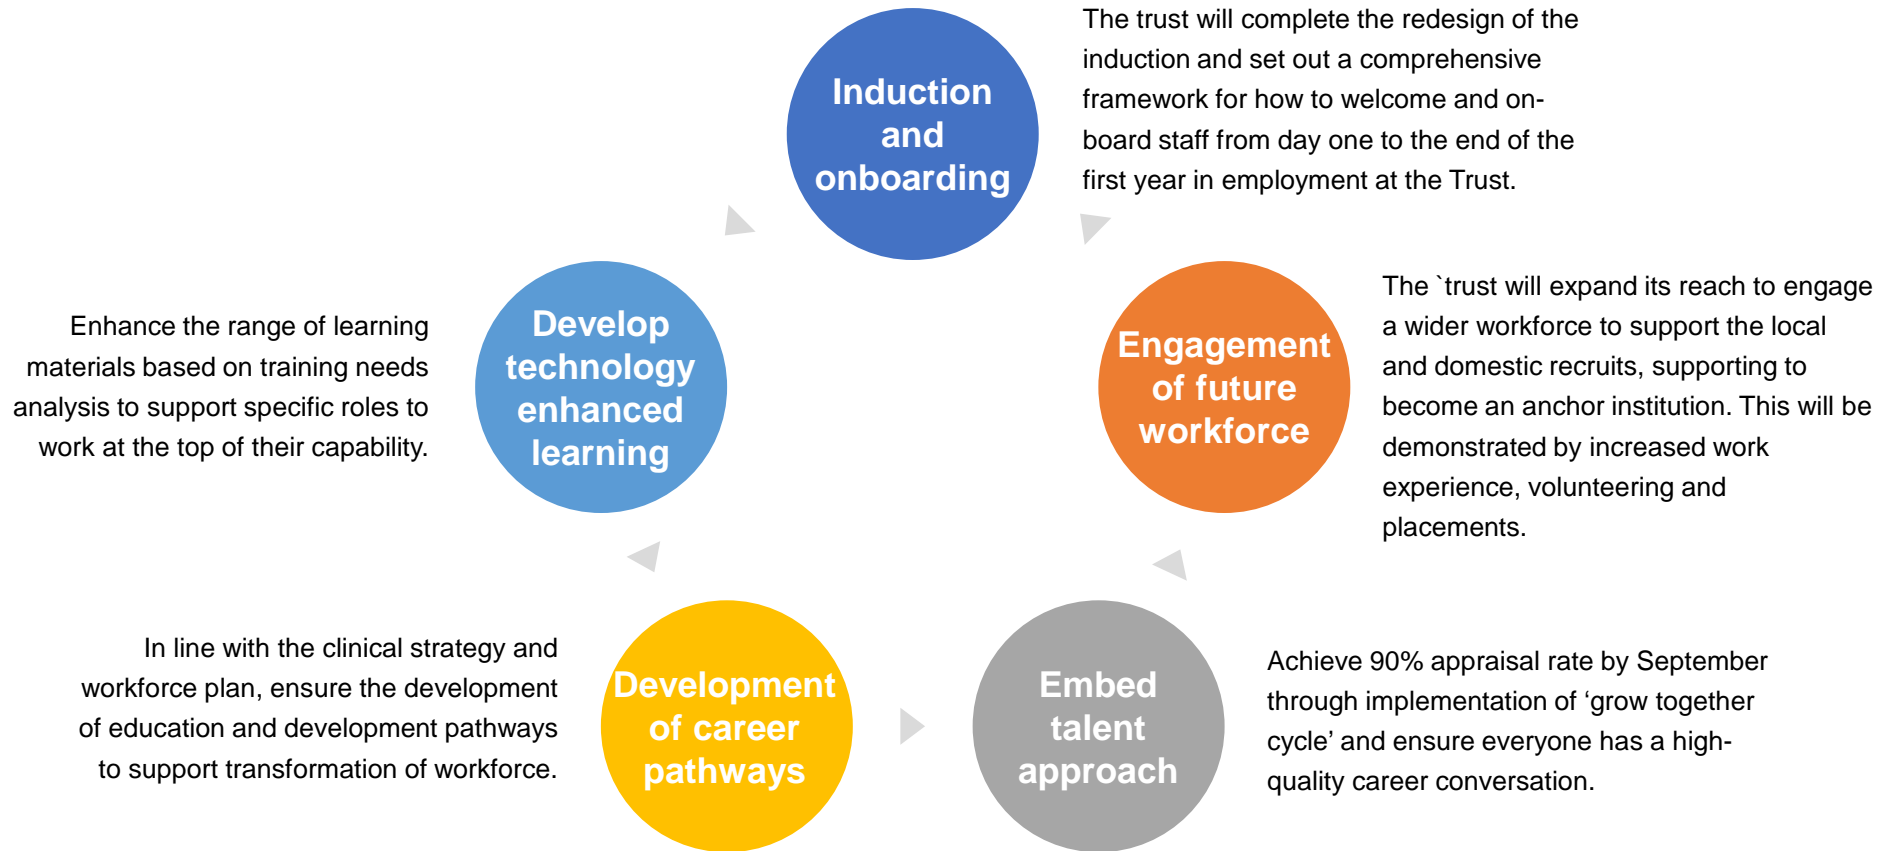 Induction
and
onboarding
The trust will complete the redesign of the
induction and set out a comprehensive
framework for how to welcome and on-
board staff from day one to the end of the
first year in employment at the Trust.
Engagement
of future
workforce
The `trust will expand its reach to engage
a wider workforce to support the local
and domestic recruits, supporting to
become an anchor institution. This will be
demonstrated by increased work
experience, volunteering and
placements.
Embed
talent
approach
Achieve 90% appraisal rate by September
through implementation of ‘grow together
cycle’ and ensure everyone has a high-
quality career conversation.
Development
of career
pathways
In line with the clinical strategy and
workforce plan, ensure the development
of education and development pathways
to support transformation of workforce.
Develop
technology
enhanced
learning
Enhance the range of learning
materials based on training needs
analysis to support specific roles to
work at the top of their capability.